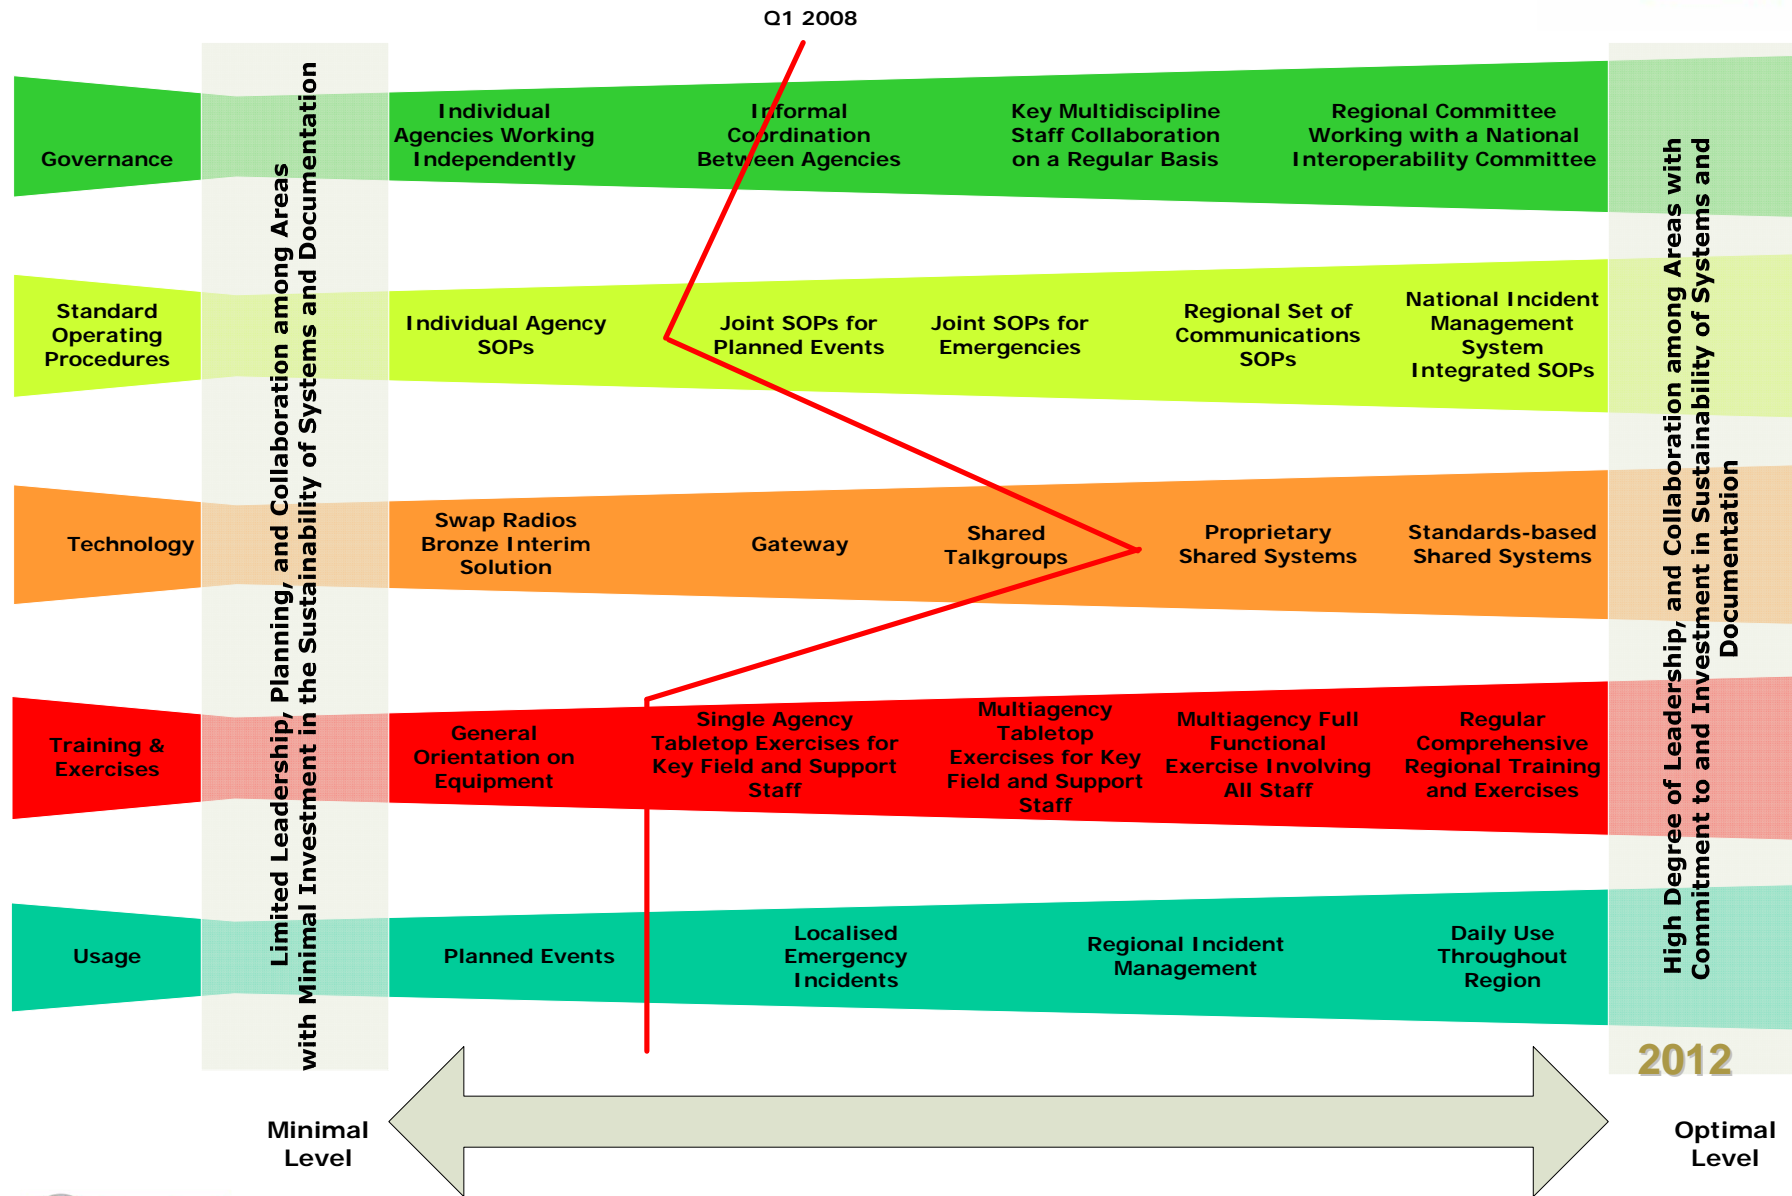 Q1 2008
Limited Leadership, Planning, and Collaboration among Areas
with Minimal Investment in the Sustainability of Systems and Documentation
Governance
Individual
Agencies Working
Independently
Informal
Coordination
Between Agencies
Key Multidiscipline
Staff Collaboration
on a Regular Basis
Regional Committee
Working with a National
Interoperability Committee
Standard
Operating
Procedures
Individual Agency
SOPs
Joint SOPs for
Planned Events
Joint SOPs for
Emergencies
Regional Set of
Communications
SOPs
National Incident
Management
System
Integrated SOPs
Technology
Swap Radios
Bronze Interim
Solution
Gateway
Shared
Talkgroups
Proprietary
Shared Systems
Standards-based
Shared Systems
Training &
Exercises
General
Orientation on
Equipment
Single Agency
Tabletop Exercises for
Key Field and Support
Staff
Multiagency
Tabletop
Exercises for Key
Field and Support
Staff
Multiagency Full
Functional
Exercise Involving
All Staff
Regular
Comprehensive
Regional Training
and Exercises
Usage
Planned Events
Localised
Emergency
Incidents
Regional Incident
Management
Daily Use
Throughout
Region
High Degree of Leadership, and Collaboration among Areas with
Commitment to and Investment in Sustainability of Systems and
Documentation
2012
Minimal
Level
Optimal
Level